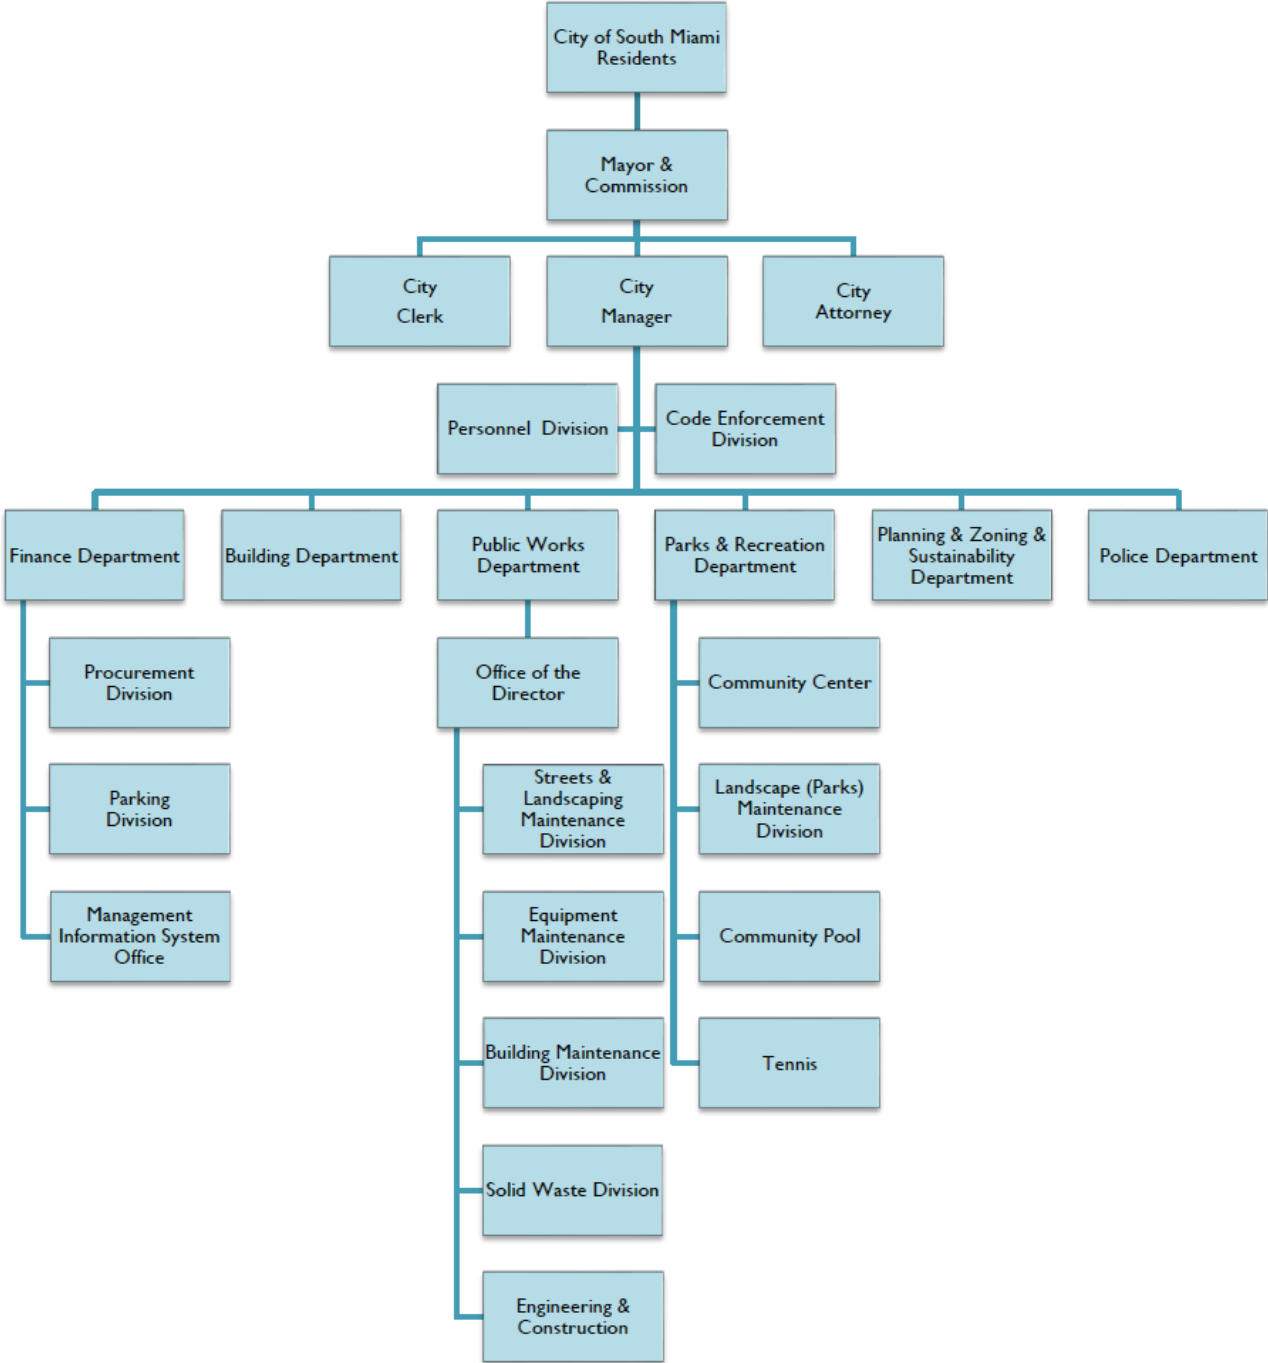 City of South Miami
Residents
Mayor &
Commission
City
Clerk
City
Manager
City
Attorney
Personnel Division
Code Enforcement
Division
Finance Department
Building Department
Public Works
Department
Parks & Recreation
Department
Planning & Zoning &
Sustainability
Department
Police Department
Procurement
Division
Parking
Division
Management
Information System
Office
Office of the
Director
Streets &
Landscaping
Maintenance
Division
Equipment
Maintenance
Division
Building Maintenance
Division
Solid Waste Division
Engineering &
Construction
Community Center
Landscape (Parks)
Maintenance
Division
Community Pool
Tennis